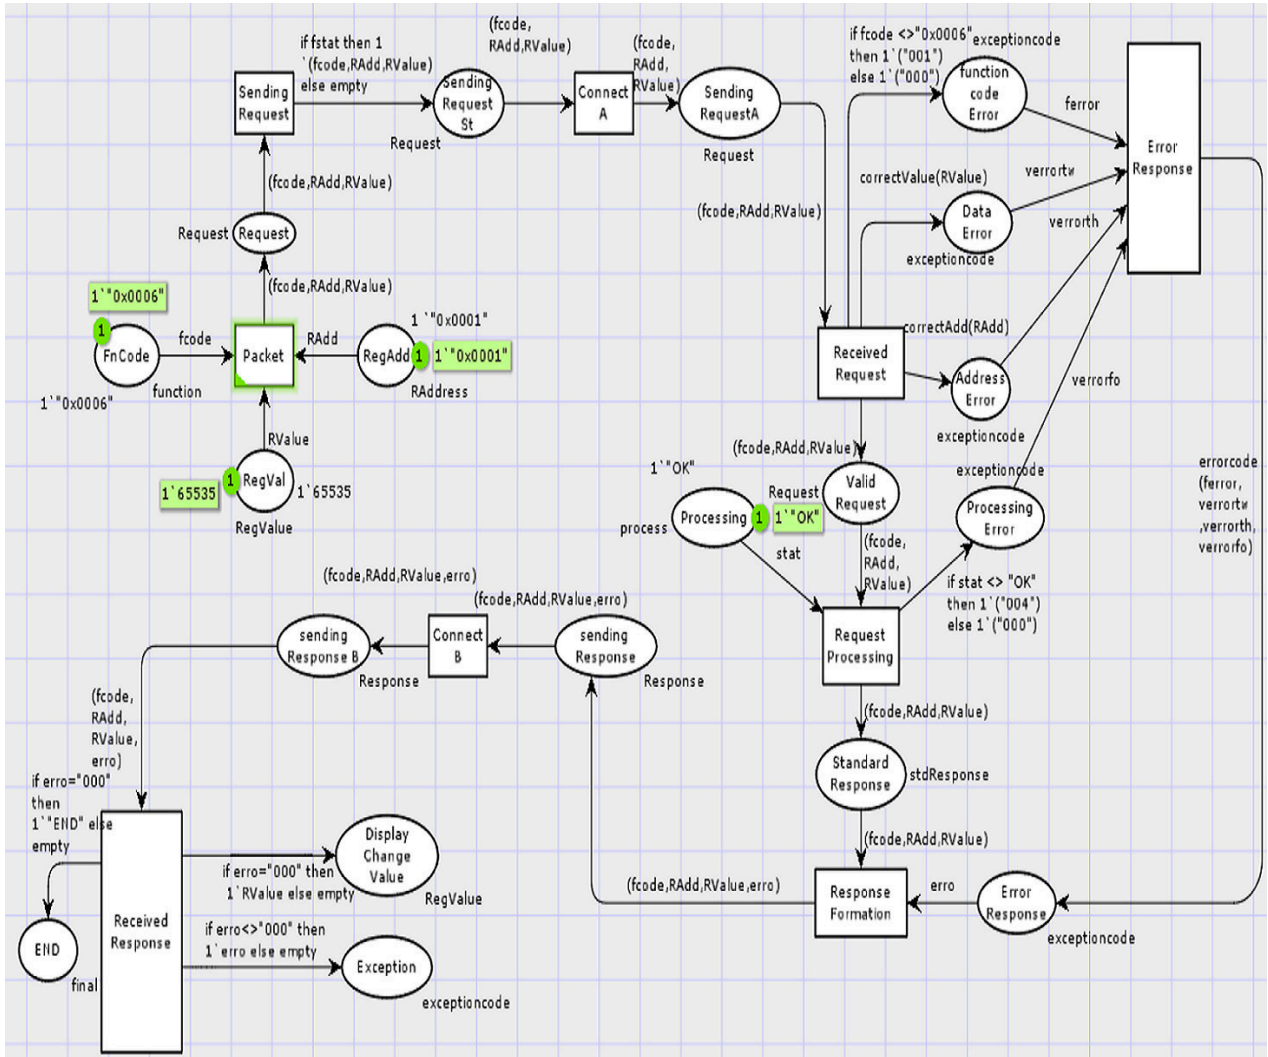 if fstat then 1
`(fcode,RAdd,RValue)
else empty
(fcode,
RAdd,RValue)
(fcode,
RAdd,
RValue)
if fcode <>"0x0006"
then 1`("001")
else 1`("000")
exceptioncode
Sending
Request
Sending
Request
St
Request
Connect
A
Sending
RequestA
Request
function
code
Error
ferror
Error
Response
(fcode,RAdd,RValue)
Request
Request
(fcode,RAdd,RValue)
(fcode,RAdd,RValue)
correctValue(RValue)
verrortw
Data
Error
exceptioncode
verrorth
1`"0x0006"
1
FnCode
function
1`"0x0006"
fcode
Packet
RAdd
1`"0x0001"
RegAdd
1
1`"0x0001"
RAddress
RValue
1
RegVal
1`65535
1`65535
RegValue
Received
Request
correctAdd(RAdd)
Address
Error
exceptioncode
verrorfo
(fcode,RAdd,RValue)
1`"OK"
Request
Valid
Request
process
Processing
1
1`"OK"
stat
(fcode,
RAdd,
RValue)
exceptioncode
Processing
Error
if stat <> "OK"
then 1`("004")
else 1`("000")
errorcode
(ferror,
verrortw
,verrorth,
verrorfo)
(fcode,RAdd,RValue,erro)
(fcode,RAdd,RValue,erro)
sending
Response B
Response
Connect
B
sending
Response
Response
Request
Processing
(fcode,RAdd,RValue)
Standard
Response
stdResponse
(fcode,RAdd,RValue)
(fcode,
RAdd,
RValue,
erro)
if erro="000"
then
1`"END" else
empty
END
final
Received
Response
Display
Change
Value
RegValue
if erro="000" then
1`RValue else empty
if erro<>"000" then
1`erro else empty
Exception
exceptioncode
(fcode,RAdd,RValue,erro)
Response
Formation
erro
Error
Response
exceptioncode